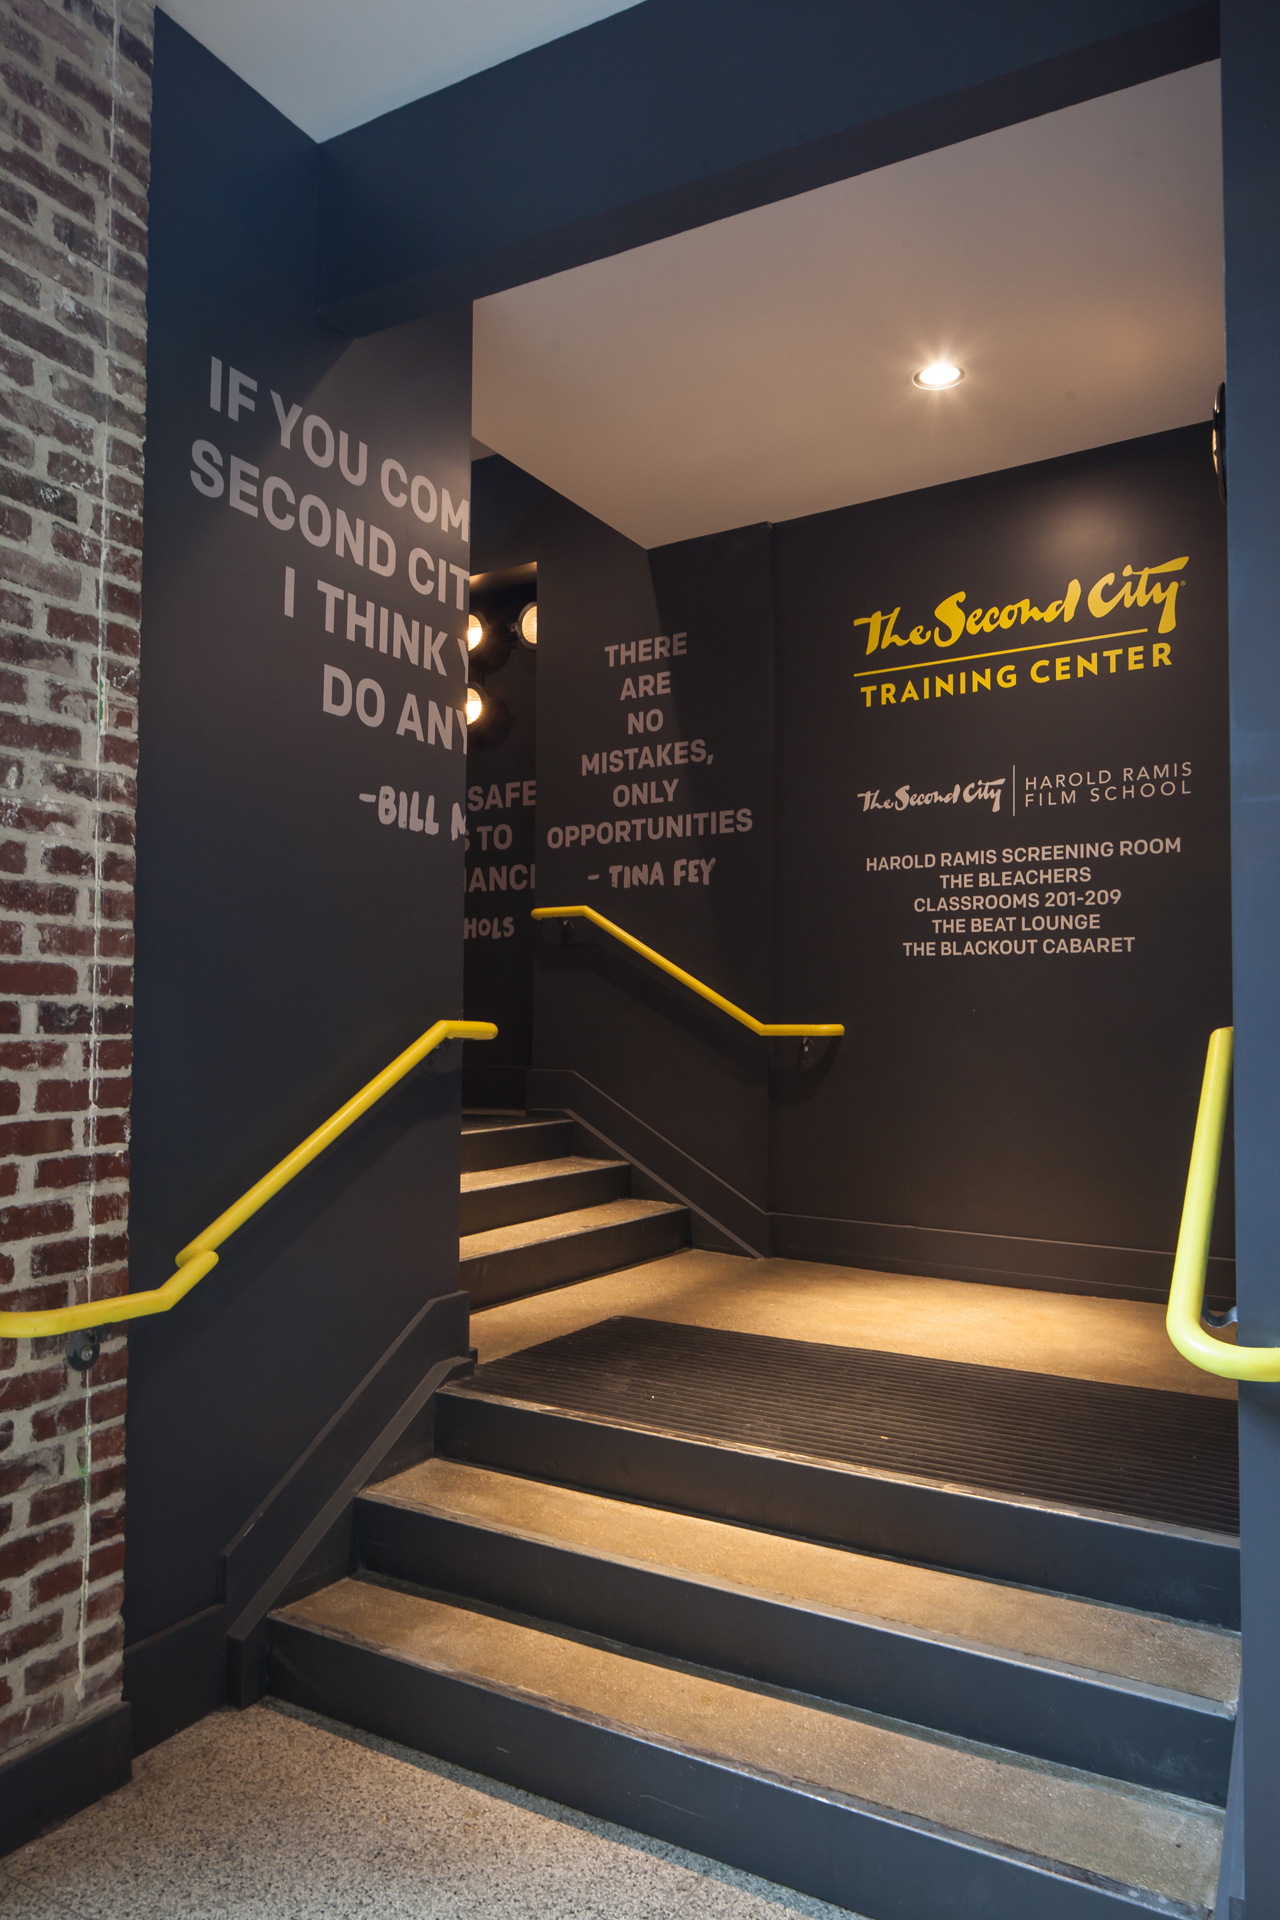 IF YOU COM
SECOND CIT
I THINK
DO ANY
-BILL
SAFE
TO
HOLS
THERE
ARE
NO
MISTAKES,
ONLY
OPPORTUNITIES
- TINA FEY
The Second City®
TRAINING CENTER
The Second City
HAROLD RAMIS
FILM SCHOOL
HAROLD RAMIS SCREENING ROOM
THE BLEACHERS
CLASSROOMS 201-209
THE BEAT LOUNGE
THE BLACKOUT CABARET